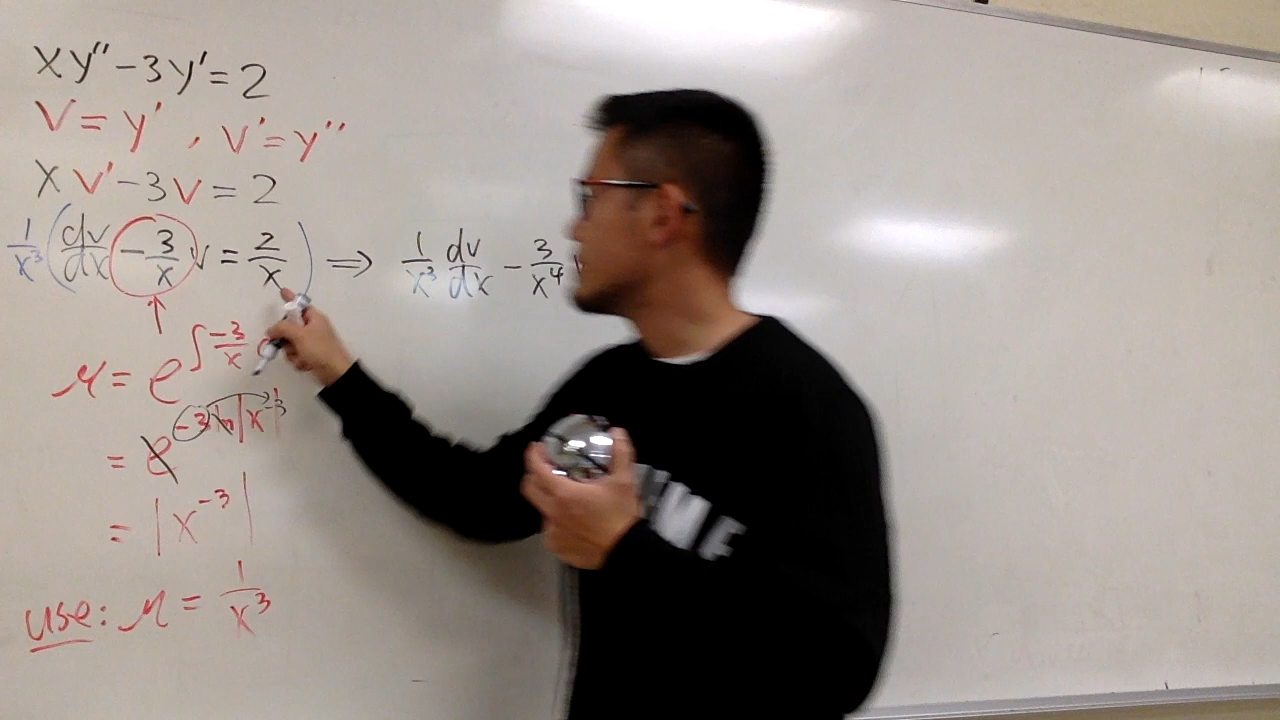 xy'' - 3y' = 2
v = y' , v' = y''
xv' - 3v = 2
1/x³ (dv/dx - 3/x v = 2/x) ⇒ 1/x³ dv/dx - 3/x⁴
↑
μ = e^∫ -3/x
= e^-3 ln|x^-3|
= |x^-3|
use: μ = 1/x³